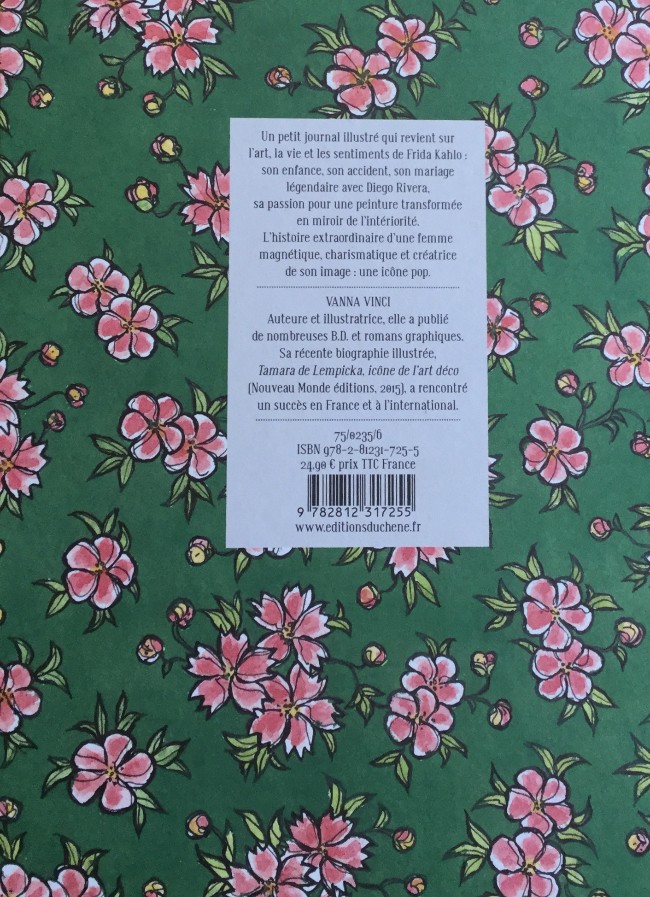 Un petit journal illustré qui revient sur
l'art, la vie et les sentiments de Frida Kahlo :
son enfance, son accident, son mariage
légendaire avec Diego Rivera,
sa passion pour une peinture transformée
en miroir de l'intériorité.
L'histoire extraordinaire d'une femme
magnétique, charismatique et créatrice
de son image : une icône pop.
VANNA VINCI
Auteure et illustratrice, elle a publié
de nombreuses B.D. et romans graphiques.
Sa récente biographie illustrée,
Tamara de Lempicka, icône de l'art déco
(Nouveau Monde éditions, 2015), a rencontré
un succès en France et à l'international.
75/0235/6
ISBN 978-2-81231-725-5
24,90 € prix TTC France
9 782812 317255
www.editionsduchene.fr